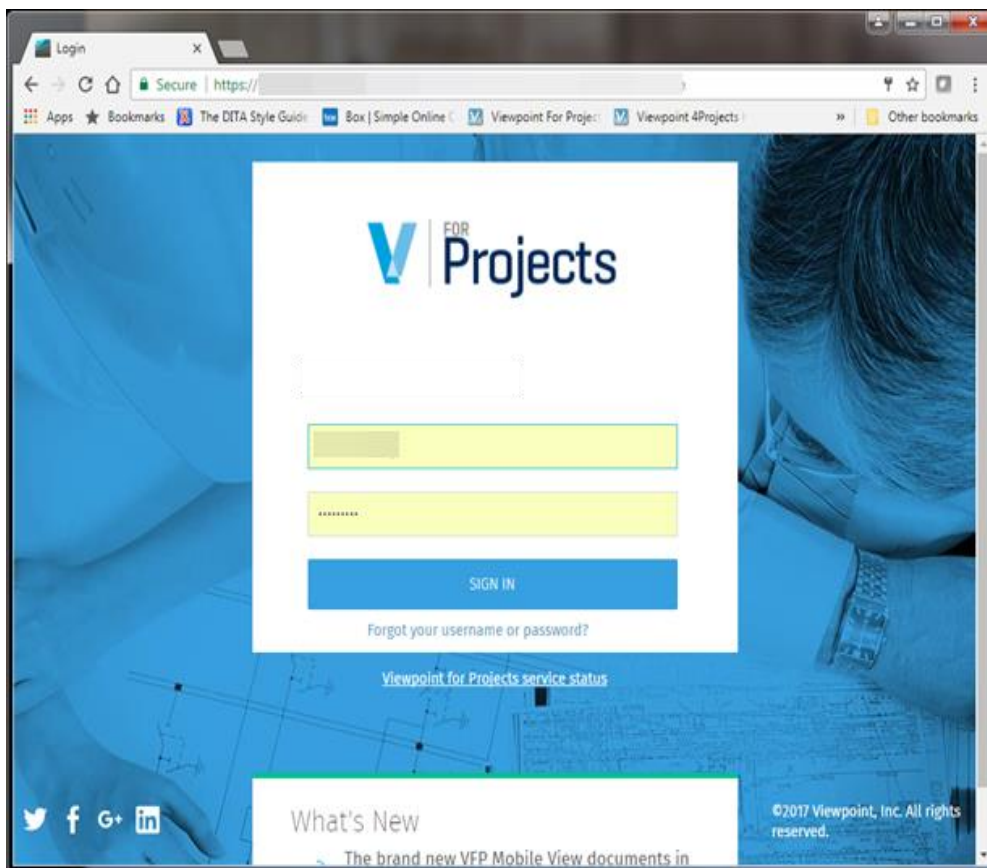 Login
Secure | https://
Apps Bookmarks The DITA Style Guide Box | Simple Online C Viewpoint For Project Viewpoint 4Projects » Other bookmarks
V FOR
Projects
SIGN IN
Forgot your username or password?
Viewpoint for Projects service status
What's New
The brand new VFP Mobile View documents in
©2017 Viewpoint, Inc. All rights
reserved.